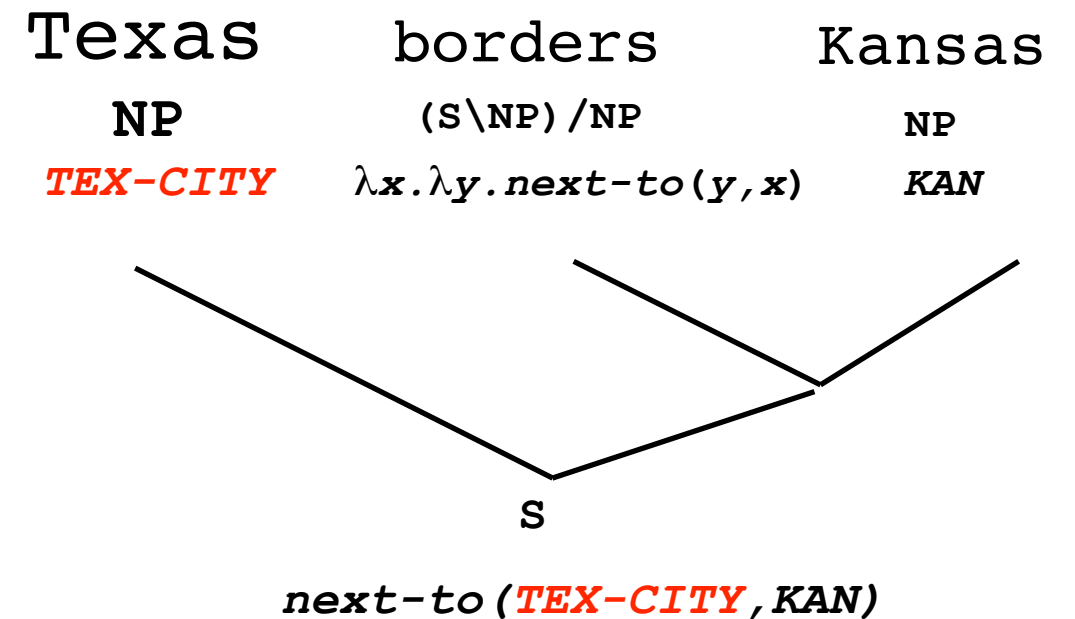 Texas borders Kansas
NP (S\NP)/NP NP
TEX-CITY λx.λy.next-to(y,x) KAN
S
next-to(TEX-CITY,KAN)